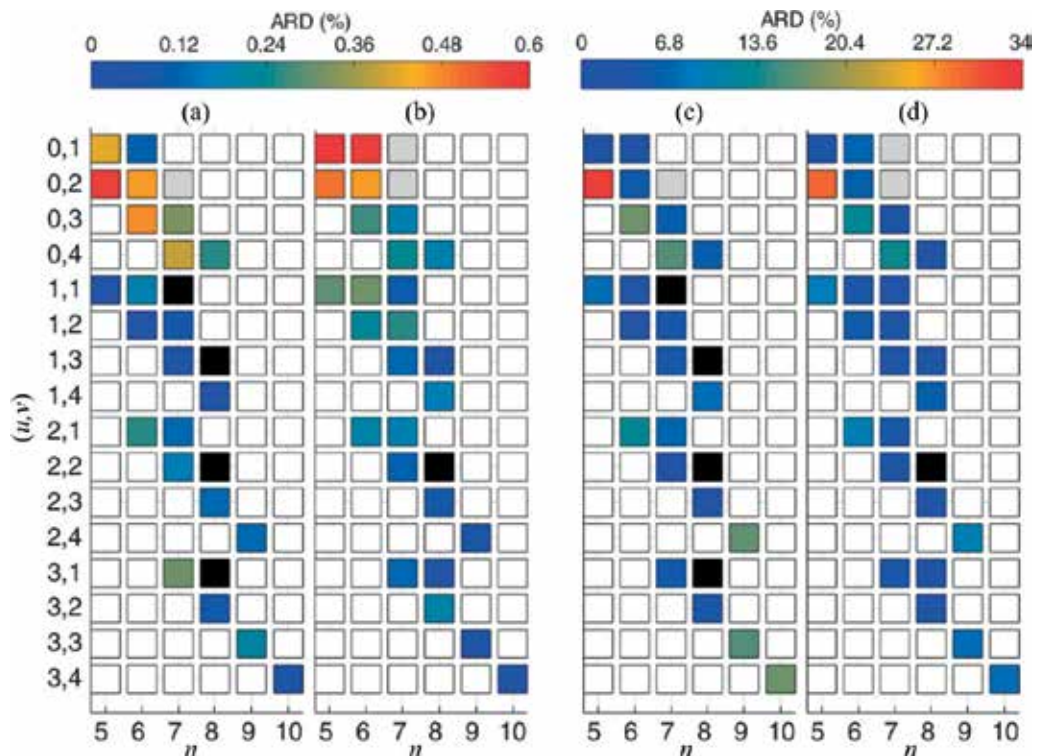 ARD (%)
0 0.12 0.24 0.36 0.48 0.6
ARD (%)
0 6.8 13.6 20.4 27.2 34
(a) (b) (c) (d)
0,1
0,2
0,3
0,4
1,1
1,2
1,3
1,4
2,1
2,2
2,3
2,4
3,1
3,2
3,3
3,4
(u,v)
5 6 7 8 9 10 5 6 7 8 9 10 5 6 7 8 9 10 5 6 7 8 9 10
n n n n